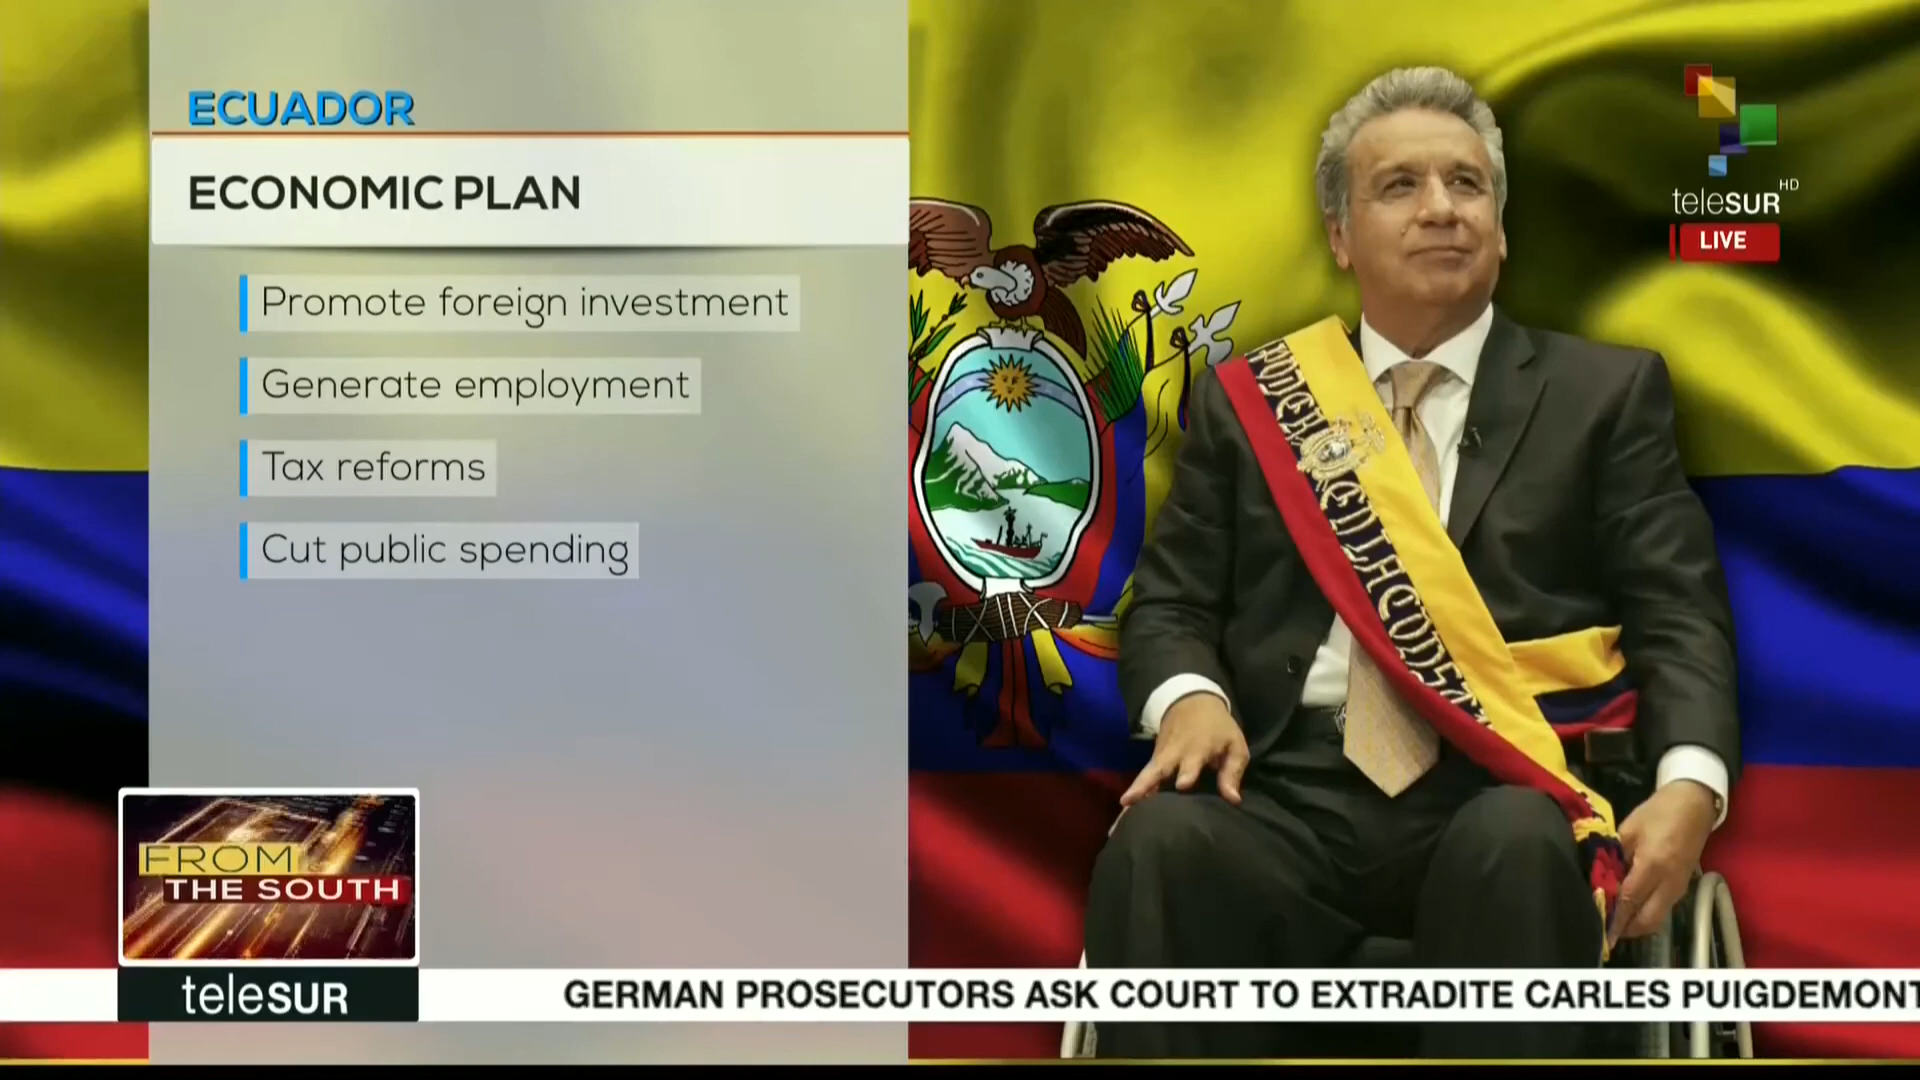 ECUADOR
ECONOMIC PLAN
Promote foreign investment
Generate employment
Tax reforms
Cut public spending
teleSUR HD
LIVE
FROM
THE SOUTH
teleSUR
GERMAN PROSECUTORS ASK COURT TO EXTRADITE CARLES PUIGDEMONT